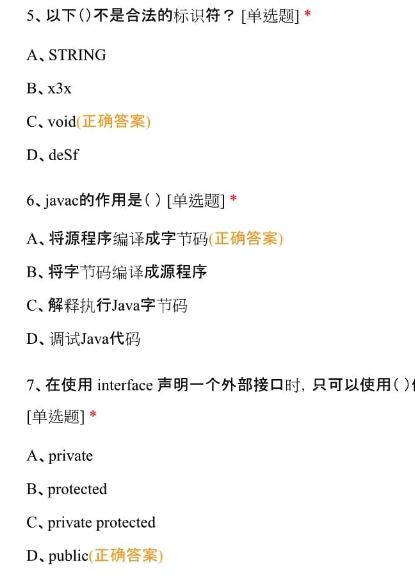 5、以下()不是合法的标识符？ [单选题] *
A、STRING
B、x3x
C、void(正确答案)
D、deSf
6、javac的作用是( ) [单选题] *
A、将源程序编译成字节码(正确答案)
B、将字节码编译成源程序
C、解释执行Java字节码
D、调试Java代码
7、在使用 interface 声明一个外部接口时, 只可以使用( )
[单选题] *
A、private
B、protected
C、private protected
D、public(正确答案)